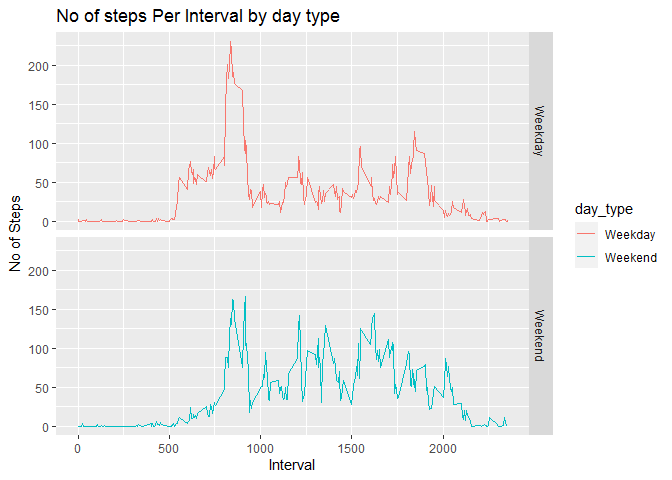 No of steps Per Interval by day type
No of Steps
200
150
100
50
0
Weekday
200
150
100
50
0
Weekend
0 500 1000 1500 2000
Interval
day_type
Weekday
Weekend